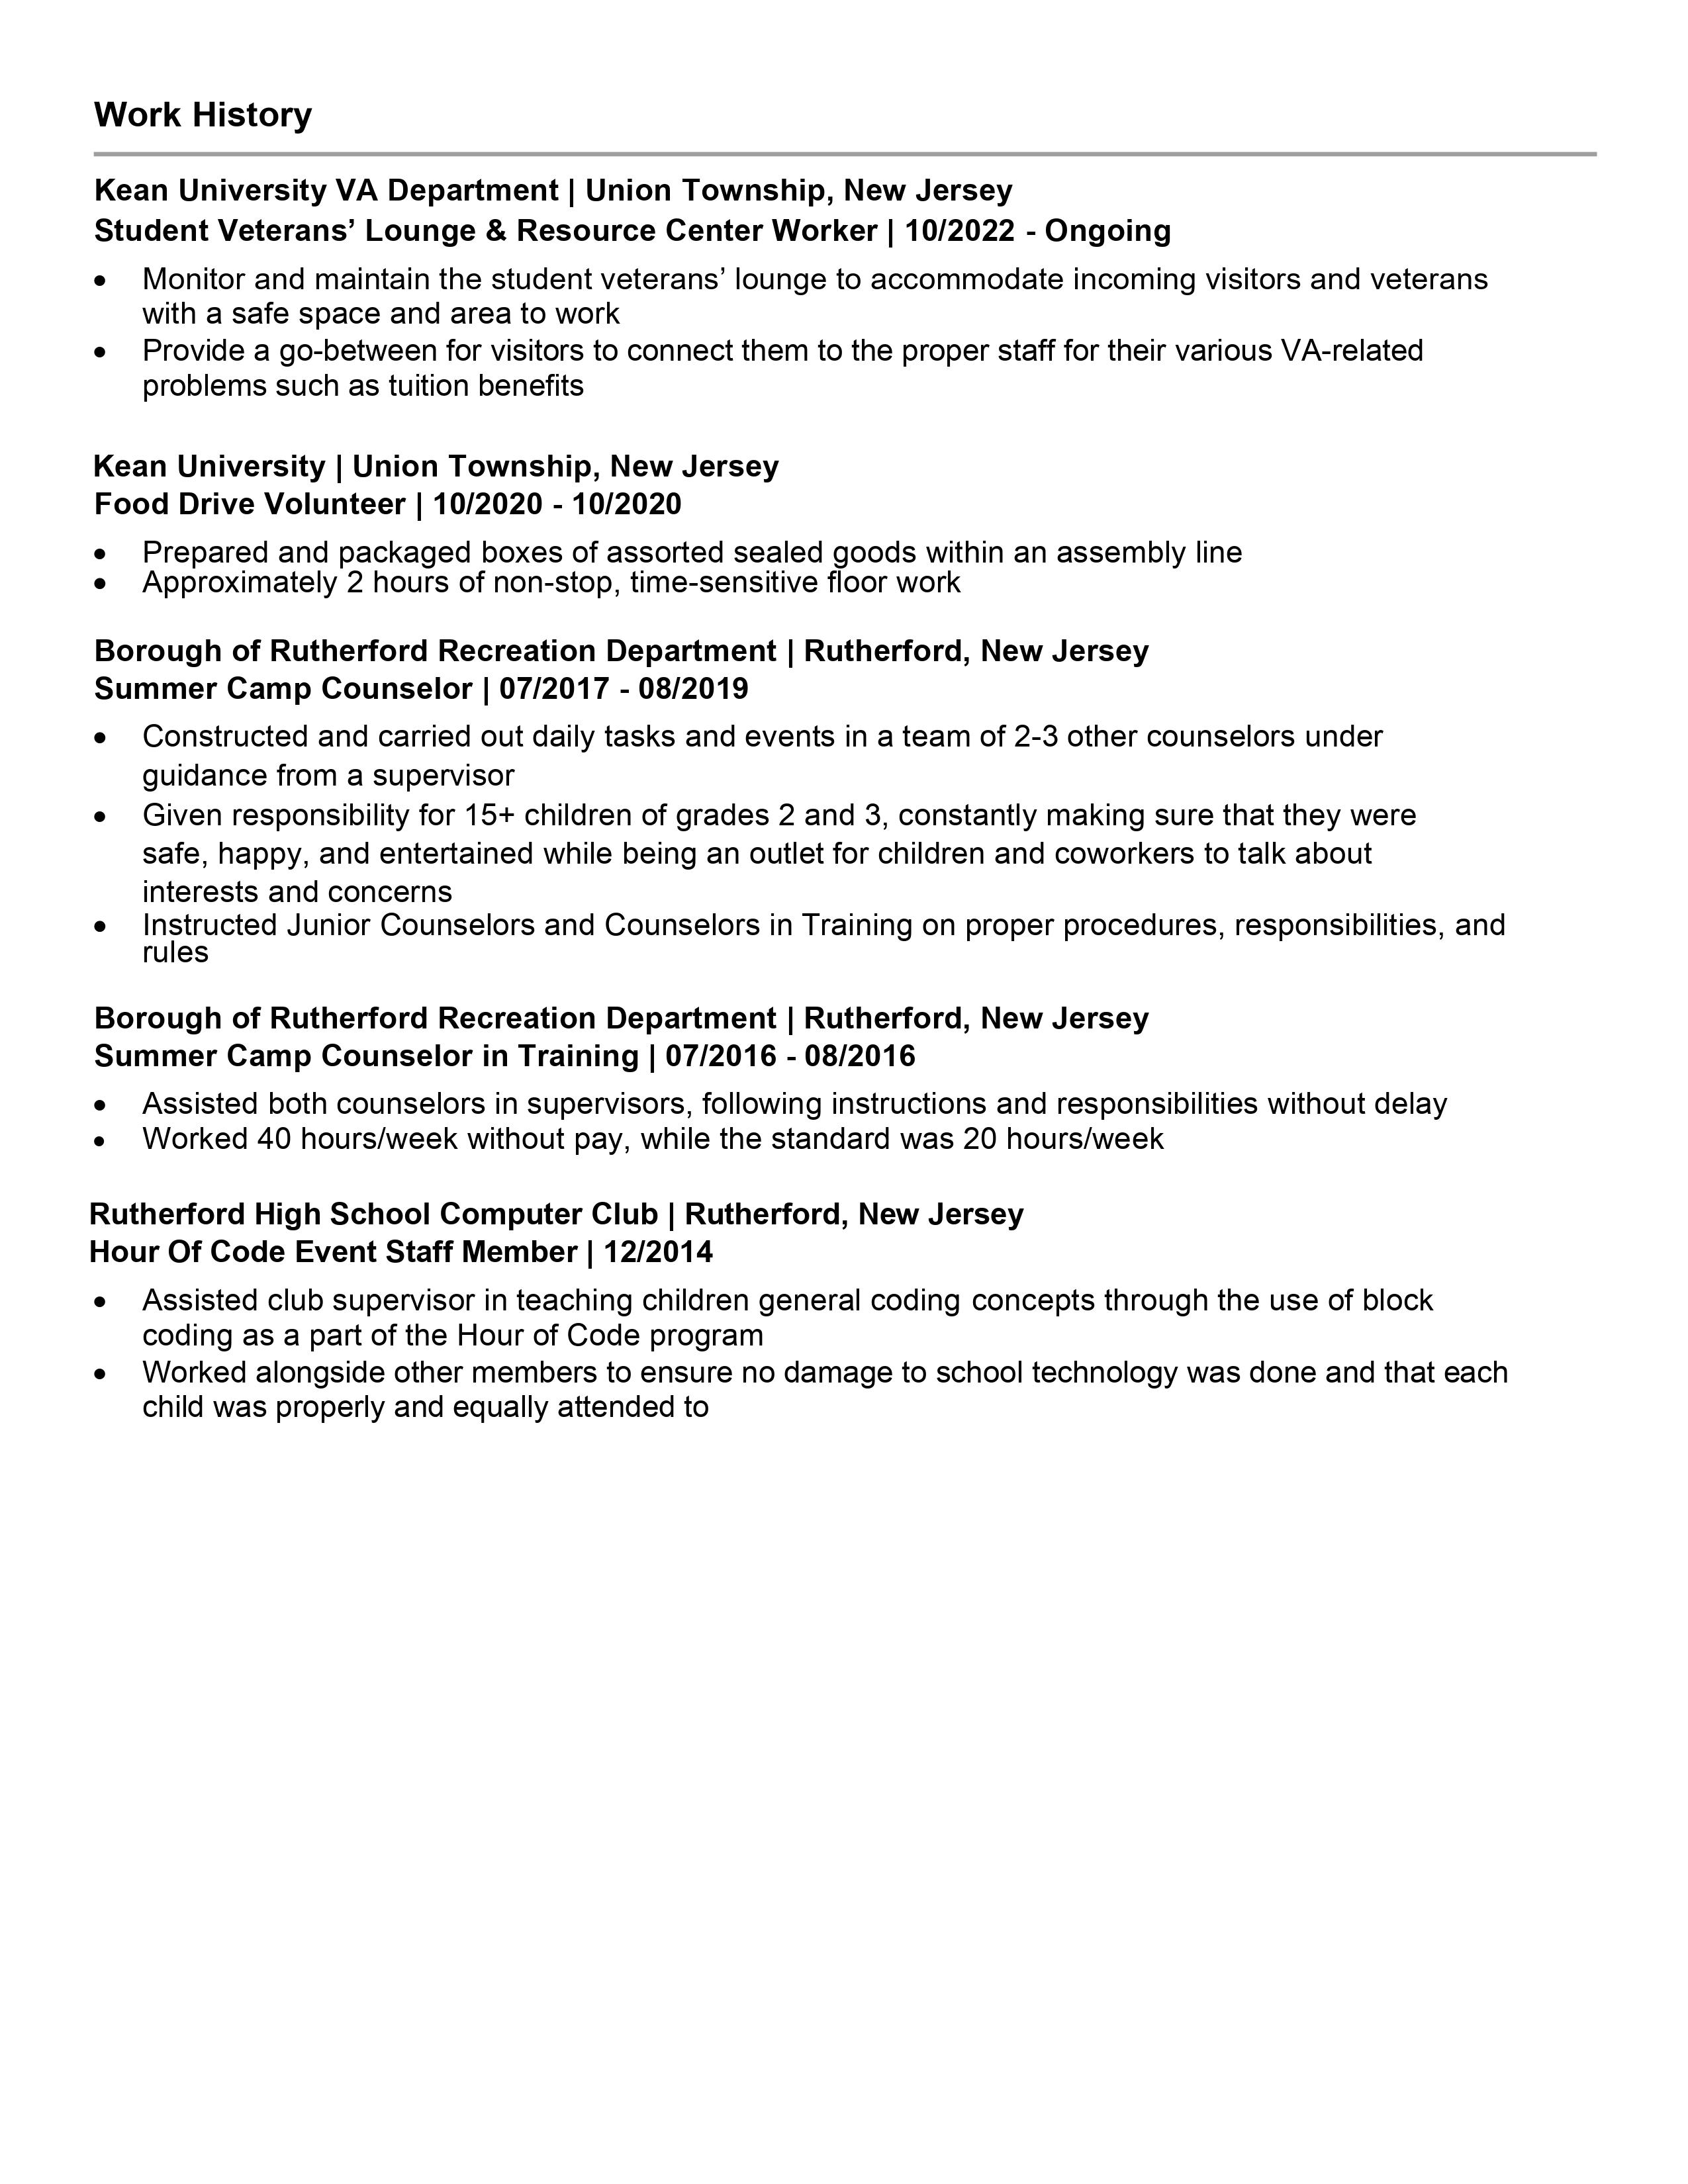 Work History
Kean University VA Department | Union Township, New Jersey
Student Veterans’ Lounge & Resource Center Worker | 10/2022 - Ongoing
• Monitor and maintain the student veterans’ lounge to accommodate incoming visitors and veterans
with a safe space and area to work
• Provide a go-between for visitors to connect them to the proper staff for their various VA-related
problems such as tuition benefits
Kean University | Union Township, New Jersey
Food Drive Volunteer | 10/2020 - 10/2020
• Prepared and packaged boxes of assorted sealed goods within an assembly line
• Approximately 2 hours of non-stop, time-sensitive floor work
Borough of Rutherford Recreation Department | Rutherford, New Jersey
Summer Camp Counselor | 07/2017 - 08/2019
• Constructed and carried out daily tasks and events in a team of 2-3 other counselors under
guidance from a supervisor
• Given responsibility for 15+ children of grades 2 and 3, constantly making sure that they were
safe, happy, and entertained while being an outlet for children and coworkers to talk about
interests and concerns
• Instructed Junior Counselors and Counselors in Training on proper procedures, responsibilities, and
rules
Borough of Rutherford Recreation Department | Rutherford, New Jersey
Summer Camp Counselor in Training | 07/2016 - 08/2016
• Assisted both counselors in supervisors, following instructions and responsibilities without delay
• Worked 40 hours/week without pay, while the standard was 20 hours/week
Rutherford High School Computer Club | Rutherford, New Jersey
Hour Of Code Event Staff Member | 12/2014
• Assisted club supervisor in teaching children general coding concepts through the use of block
coding as a part of the Hour of Code program
• Worked alongside other members to ensure no damage to school technology was done and that each
child was properly and equally attended to